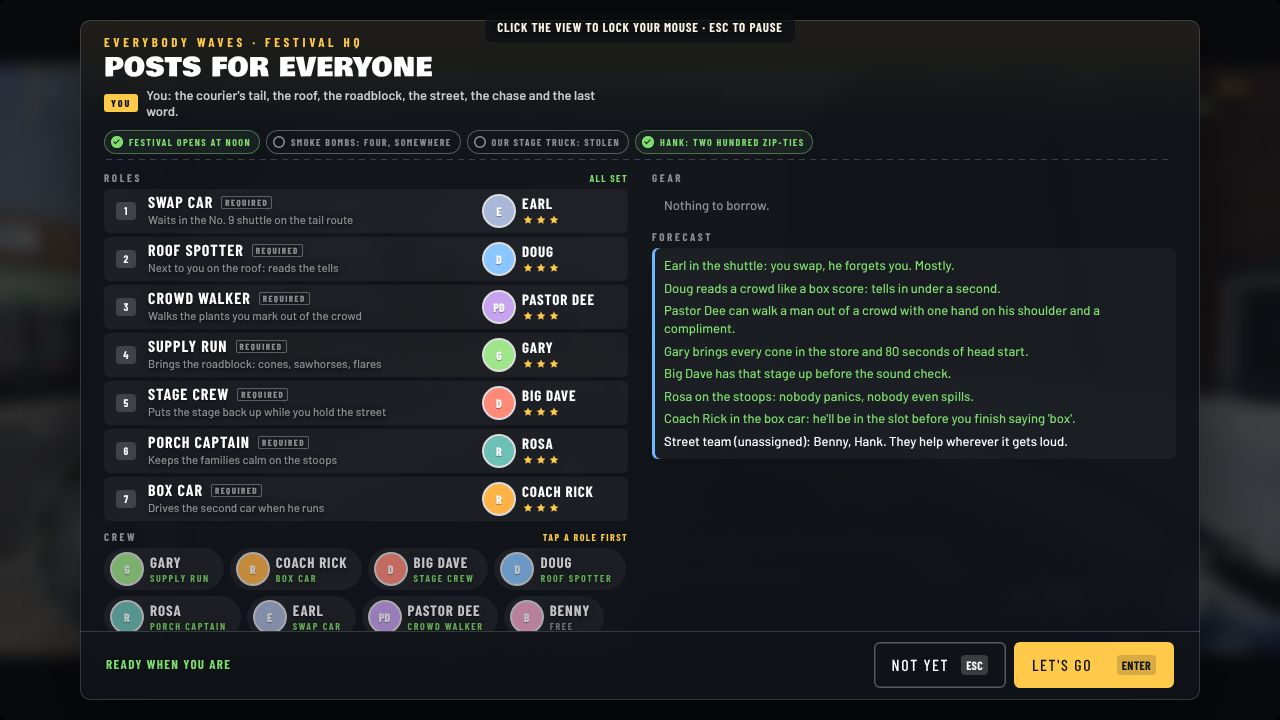 CLICK THE VIEW TO LOCK YOUR MOUSE · ESC TO PAUSE
EVERYBODY WAVES · FESTIVAL HQ
POSTS FOR EVERYONE
YOU
You: the courier's tail, the roof, the roadblock, the street, the chase and the last
word.
FESTIVAL OPENS AT NOON
SMOKE BOMBS: FOUR, SOMEWHERE
OUR STAGE TRUCK: STOLEN
HANK: TWO HUNDRED ZIP-TIES
ROLES
ALL SET
1
SWAP CAR
REQUIRED
Waits in the No. 9 shuttle on the tail route
E
EARL
★★★
2
ROOF SPOTTER
REQUIRED
Next to you on the roof: reads the tells
D
DOUG
★★★
3
CROWD WALKER
REQUIRED
Walks the plants you mark out of the crowd
PD
PASTOR DEE
★★★
4
SUPPLY RUN
REQUIRED
Brings the roadblock: cones, sawhorses, flares
G
GARY
★★★
5
STAGE CREW
REQUIRED
Puts the stage back up while you hold the street
D
BIG DAVE
★★★
6
PORCH CAPTAIN
REQUIRED
Keeps the families calm on the stoops
R
ROSA
★★★
7
BOX CAR
REQUIRED
Drives the second car when he runs
R
COACH RICK
★★★
CREW
TAP A ROLE FIRST
G
GARY
SUPPLY RUN
R
COACH RICK
BOX CAR
D
BIG DAVE
STAGE CREW
D
DOUG
ROOF SPOTTER
R
ROSA
PORCH CAPTAIN
E
EARL
SWAP CAR
PD
PASTOR DEE
CROWD WALKER
B
BENNY
FREE
GEAR
Nothing to borrow.
FORECAST
Earl in the shuttle: you swap, he forgets you. Mostly.
Doug reads a crowd like a box score: tells in under a second.
Pastor Dee can walk a man out of a crowd with one hand on his shoulder and a
compliment.
Gary brings every cone in the store and 80 seconds of head start.
Big Dave has that stage up before the sound check.
Rosa on the stoops: nobody panics, nobody even spills.
Coach Rick in the box car: he'll be in the slot before you finish saying 'box'.
Street team (unassigned): Benny, Hank. They help wherever it gets loud.
READY WHEN YOU ARE
NOT YET
ESC
LET'S GO
ENTER